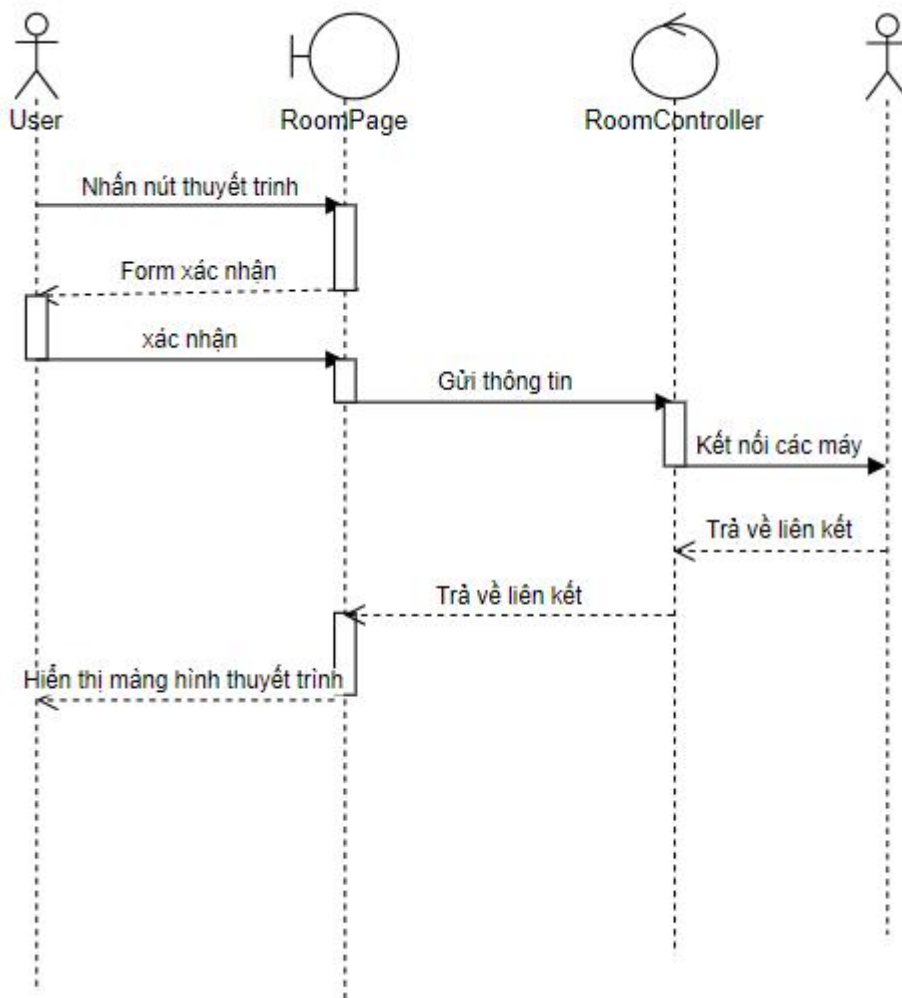 User
RoomPage
RoomController
Nhấn nút thuyết trinh
Form xác nhận
xác nhận
Gửi thông tin
Kết nối các máy
Trả về liên kết
Trả về liên kết
Hiển thị màng hình thuyết trình